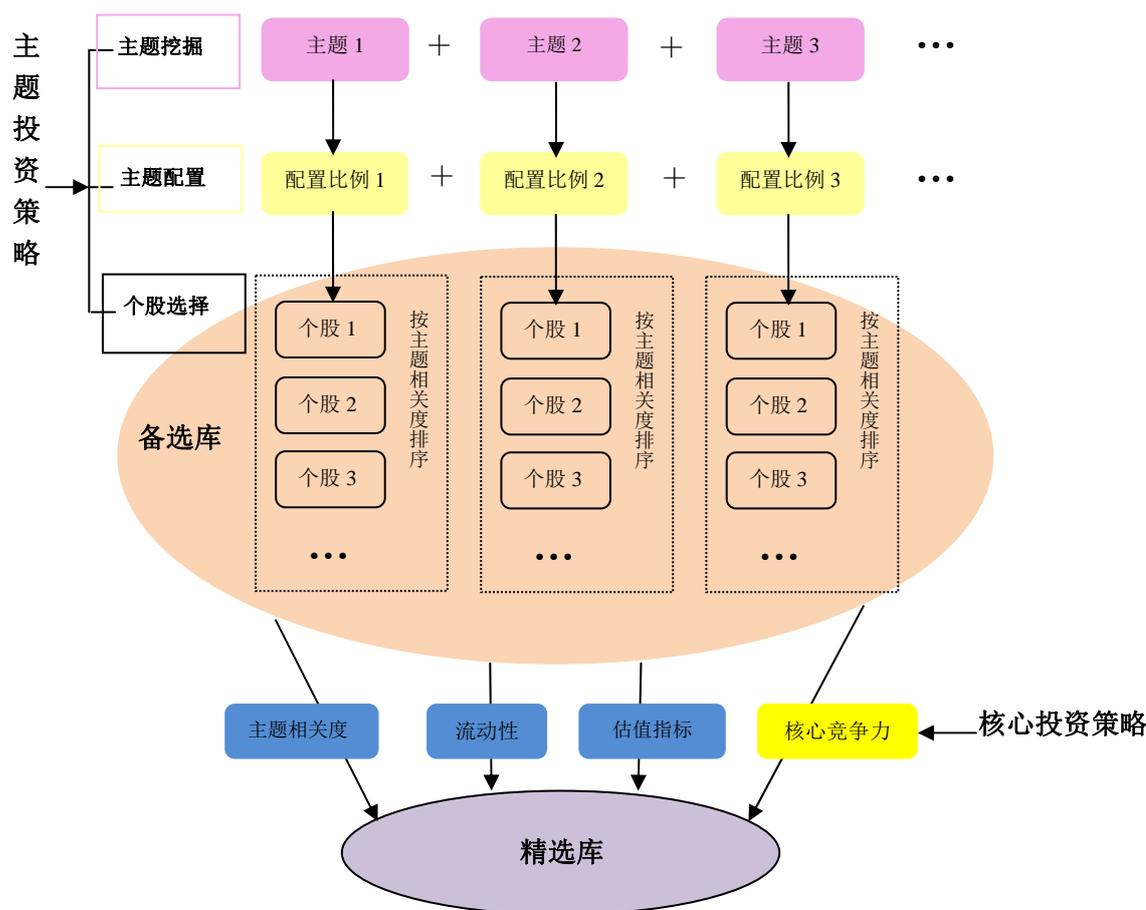 主题投资策略
主题挖掘
主题 1
+
主题 2
+
主题 3
•••
主题配置
配置比例 1
+
配置比例 2
+
配置比例 3
•••
个股选择
备选库
个股 1
个股 2
个股 3
•••
按主题相关度排序
个股 1
个股 2
个股 3
•••
按主题相关度排序
个股 1
个股 2
个股 3
•••
按主题相关度排序
主题相关度
流动性
估值指标
核心竞争力
核心投资策略
精选库